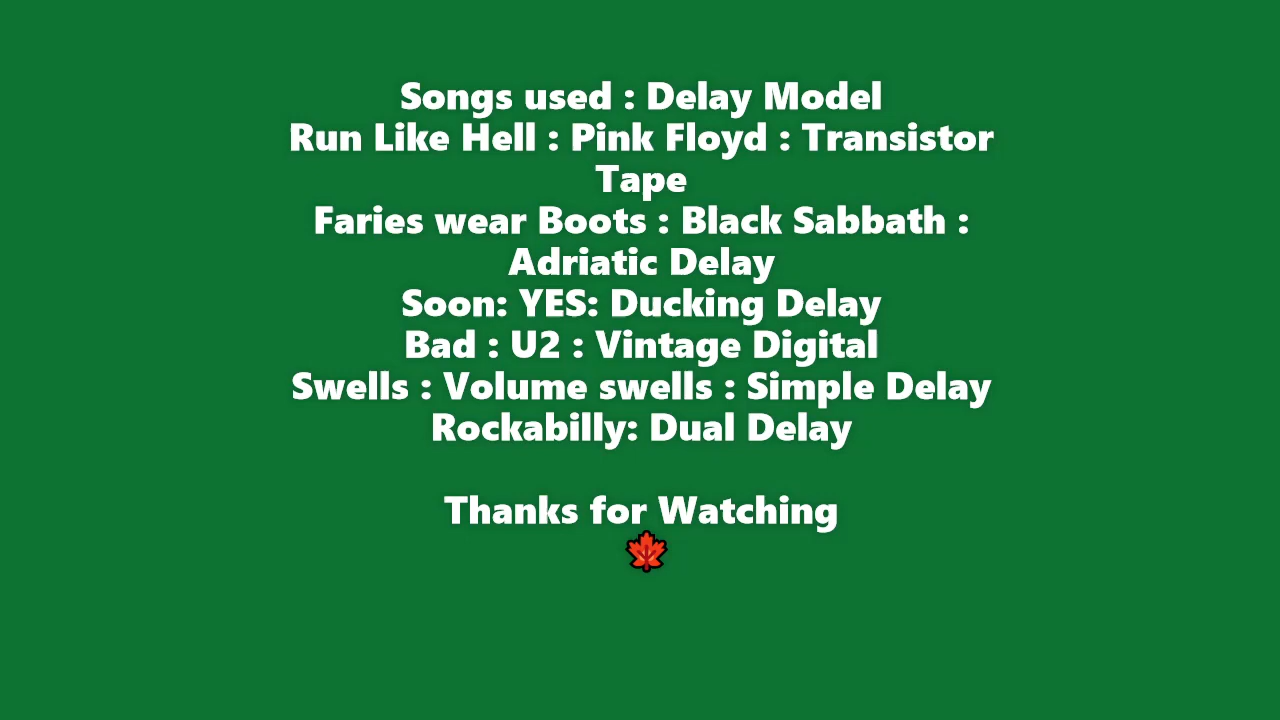 Songs used : Delay Model
Run Like Hell : Pink Floyd : Transistor
Tape
Faries wear Boots : Black Sabbath :
Adriatic Delay
Soon: YES: Ducking Delay
Bad : U2 : Vintage Digital
Swells : Volume swells : Simple Delay
Rockabilly: Dual Delay
Thanks for Watching